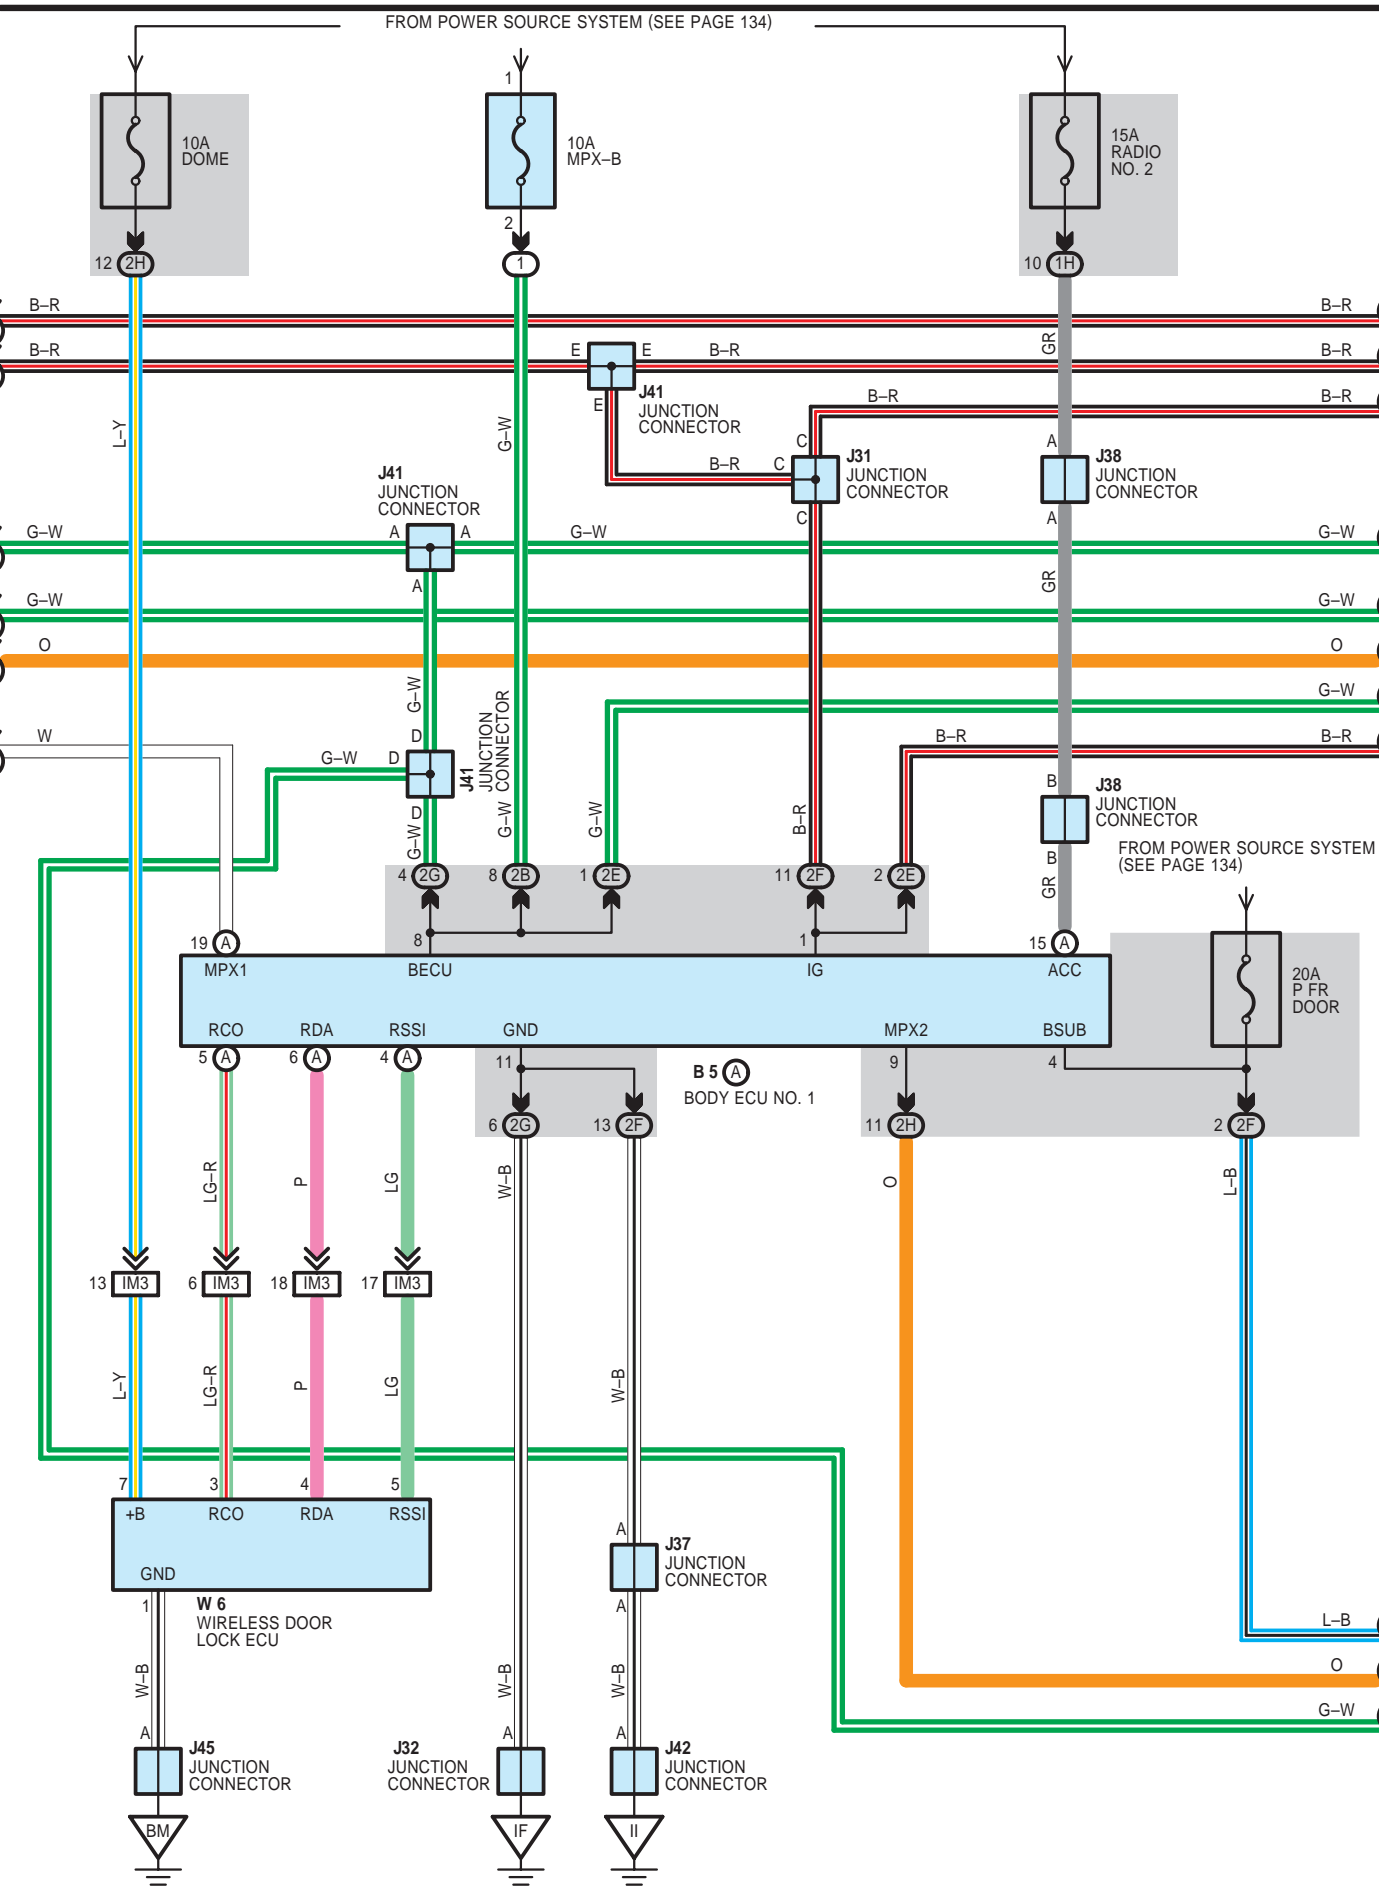 FROM POWER SOURCE SYSTEM (SEE PAGE 134)
1
10A
DOME
10A
MPX–B
15A
RADIO
NO. 2
2
12 2H
1
10 1H
B–R
B–R
GR
B–R
E
E
B–R
B–R
J41
JUNCTION
CONNECTOR
E
B–R
B–R
L–Y
G–W
C
A
J31
JUNCTION
CONNECTOR
B–R
C
J38
JUNCTION
CONNECTOR
J41
JUNCTION
CONNECTOR
C
A
G–W
A
A
G–W
G–W
A
GR
G–W
G–W
O
O
G–W
G–W
J41
JUNCTION
CONNECTOR
W
D
B–R
B–R
G–W
D
B
J38
JUNCTION
CONNECTOR
D
G–W
G–W
G–W
B–R
FROM POWER SOURCE SYSTEM
(SEE PAGE 134)
B
GR
4 2G
8 2B
1 2E
11 2F
2 2E
19 A
8
1
15 A
MPX1
BECU
IG
ACC
20A
P FR
DOOR
RCO
RDA
RSSI
GND
MPX2
BSUB
5 A
6 A
4 A
11
9
4
B 5 A
BODY ECU NO. 1
6 2G
13 2F
11 2H
2 2F
LG–R
P
LG
W–B
O
L–B
13 IM3
6 IM3
18 IM3
17 IM3
L–Y
LG–R
P
LG
W–B
7
3
4
5
+B
RCO
RDA
RSSI
A
J37
JUNCTION
CONNECTOR
GND
1
W 6
WIRELESS DOOR
LOCK ECU
A
L–B
W–B
W–B
W–B
O
G–W
A
J45
JUNCTION
CONNECTOR
J32
JUNCTION
CONNECTOR
A
A
J42
JUNCTION
CONNECTOR
BM
IF
II